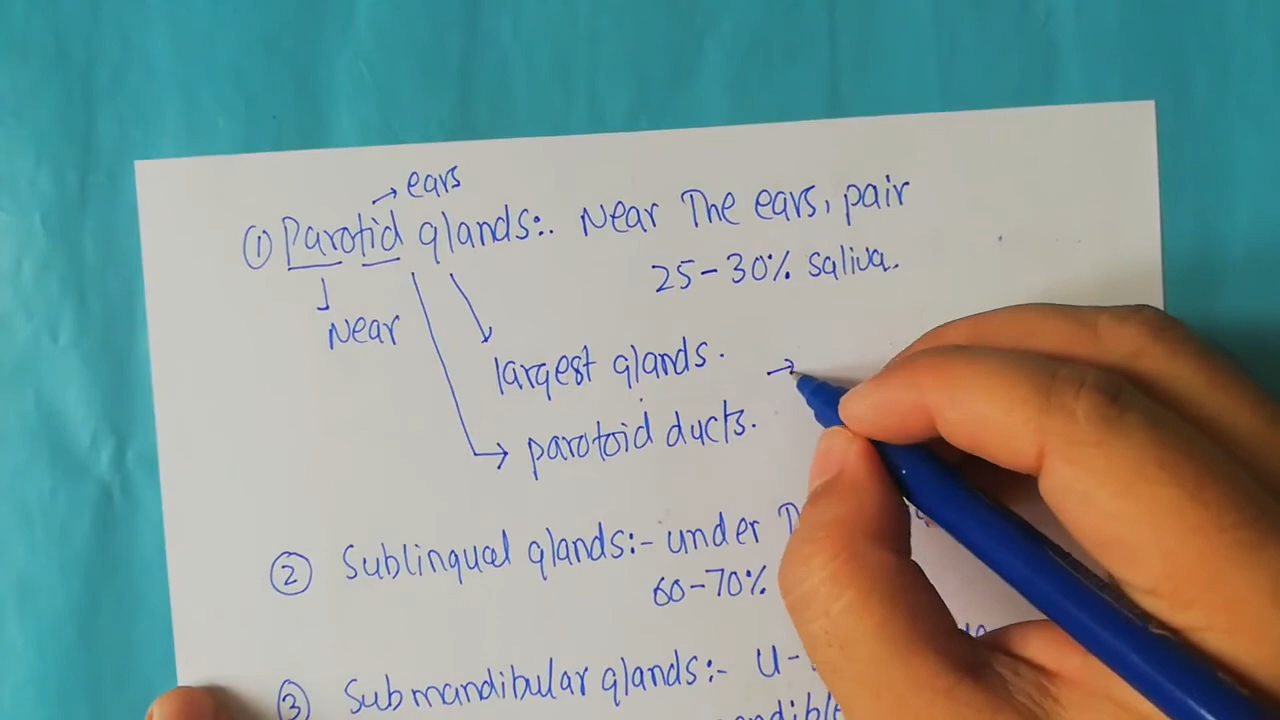 → ears
① Parotid glands:. Near The ears, pair
25-30% saliva.
Near
largest glands. →
→ parotoid ducts.
② Sublingual glands:- under
60-70%
③ Submandibular glands:- U-